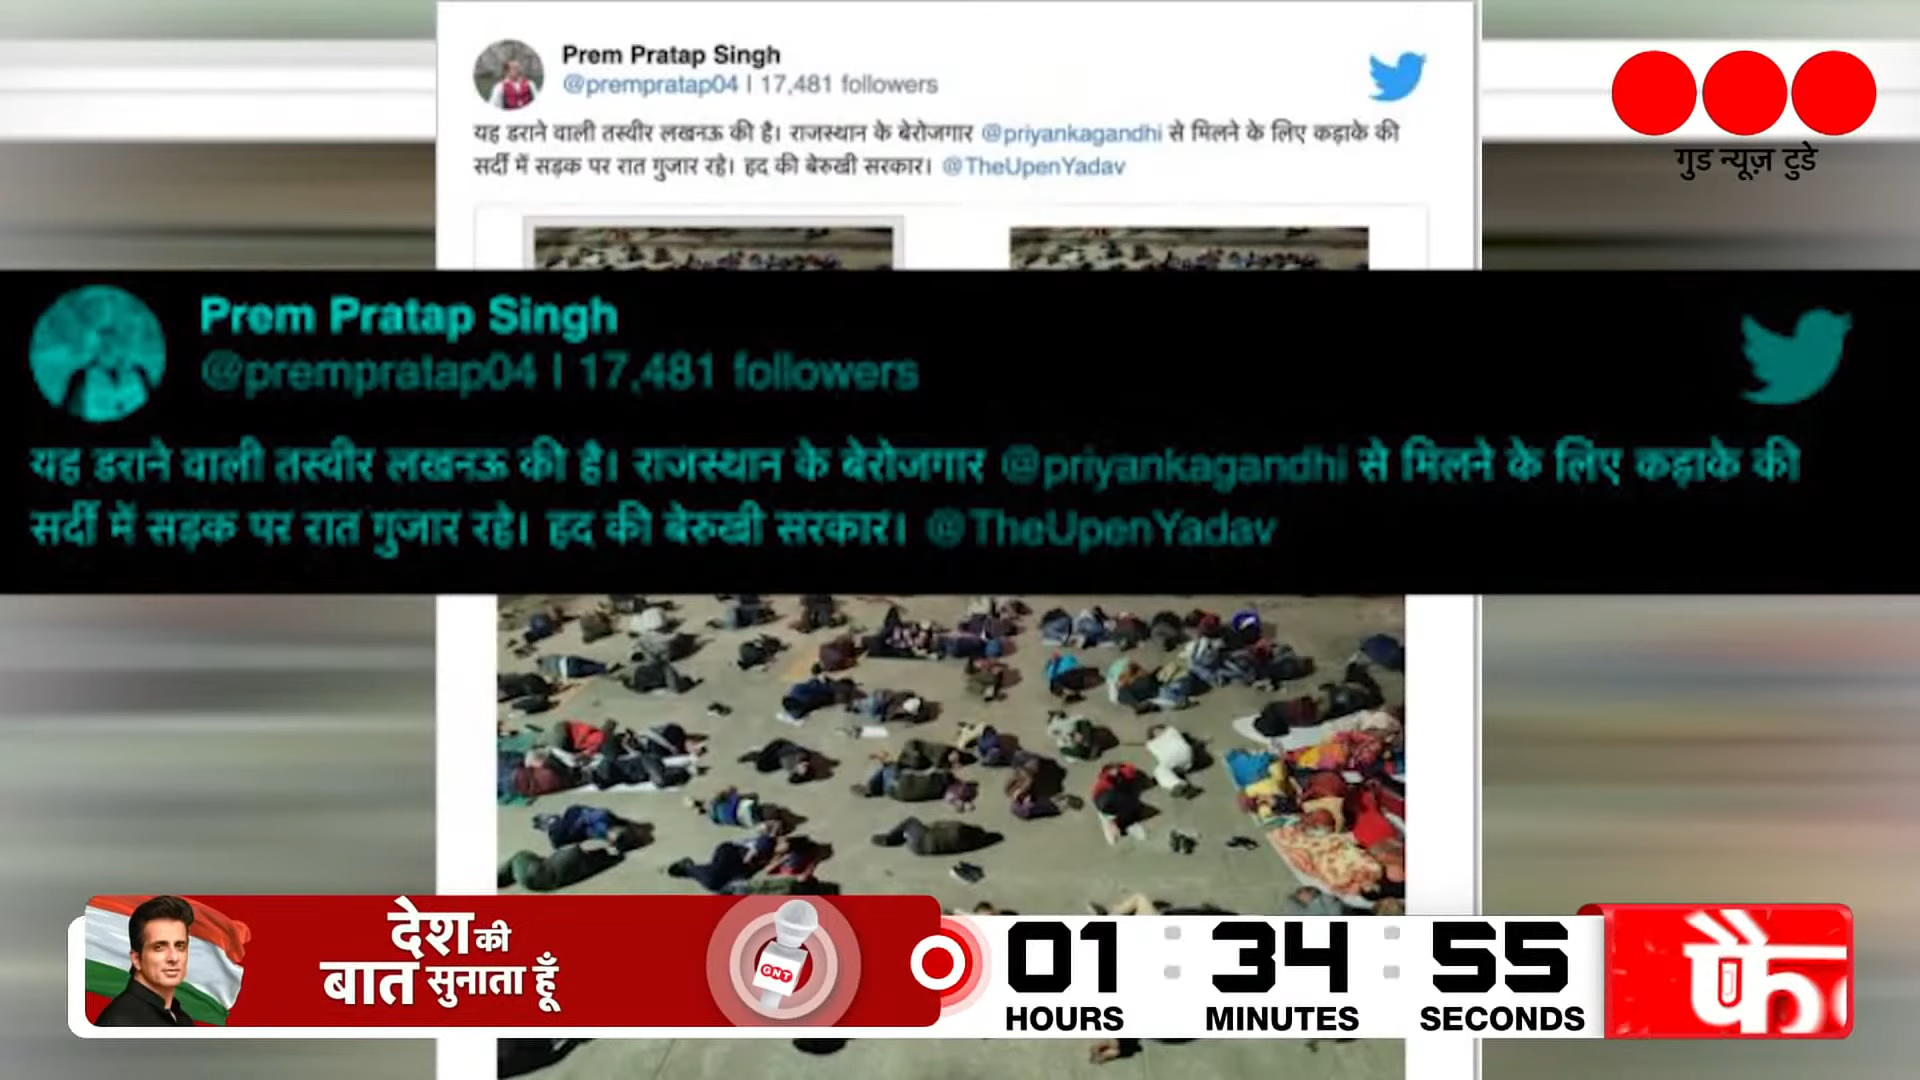 Prem Pratap Singh
@prempratap04 | 17,481 followers
यह डराने वाली तस्वीर लखनऊ की है। राजस्थान के बेरोजगार @priyankagandhi से मिलने के लिए कड़ाके की
सर्दी में सड़क पर रात गुजार रहे। हद की बेरुखी सरकार। @TheUpenYadav
गुड न्यूज़ टुडे
Prem Pratap Singh
@prempratap04 | 17,481 followers
यह डराने वाली तस्वीर लखनऊ की है। राजस्थान के बेरोजगार @priyankagandhi से मिलने के लिए कड़ाके की
सर्दी में सड़क पर रात गुजार रहे। हद की बेरुखी सरकार। @TheUpenYadav
देश की
बात सुनाता हूँ
GNT
01 : 34 : 55
HOURS MINUTES SECONDS